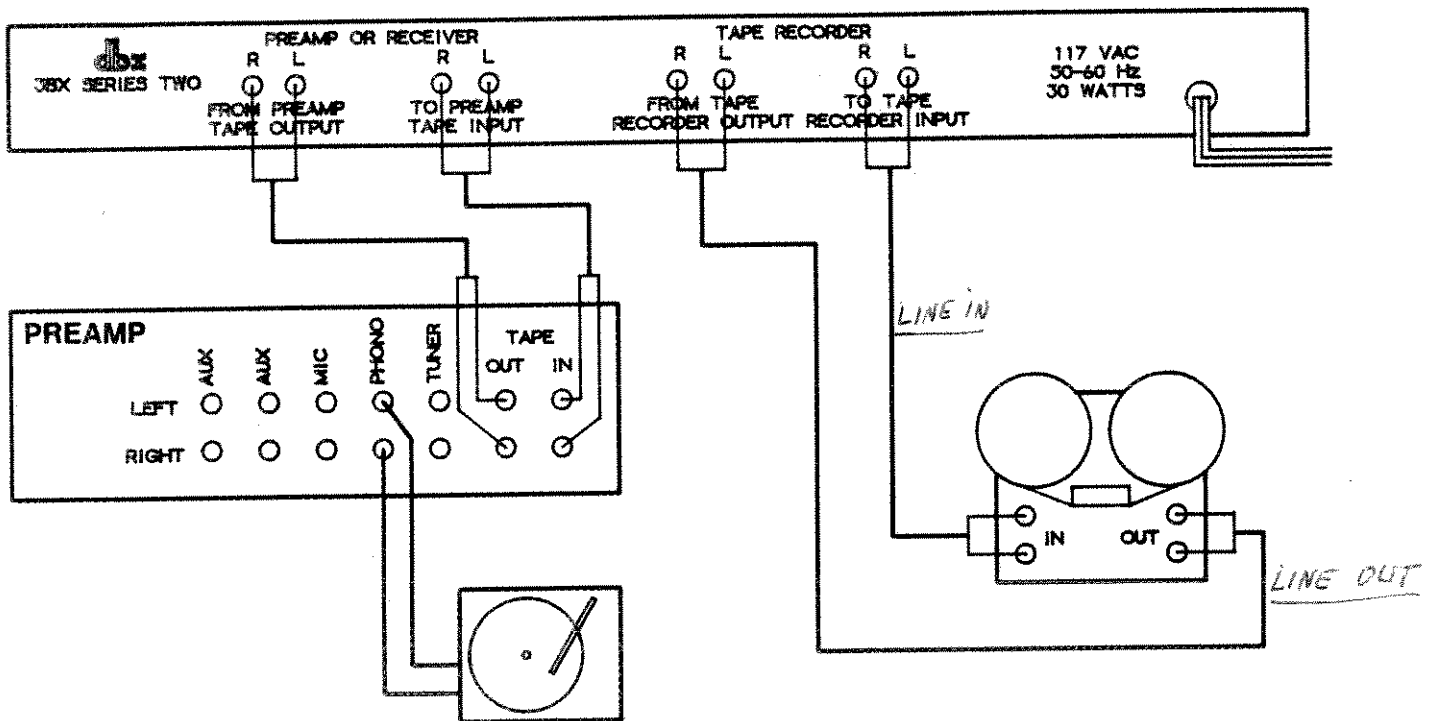 PREAMP OR RECEIVER
TAPE RECORDER
dbx
3BX SERIES TWO
R L
R L
R L
R L
FROM PREAMP
TAPE OUTPUT
TO PREAMP
TAPE INPUT
FROM TAPE
RECORDER OUTPUT
TO TAPE
RECORDER INPUT
117 VAC
50-60 Hz
30 WATTS
PREAMP
AUX
AUX
MIC
PHONO
TUNER
TAPE
OUT IN
LEFT
RIGHT
LINE IN
IN
OUT
LINE OUT